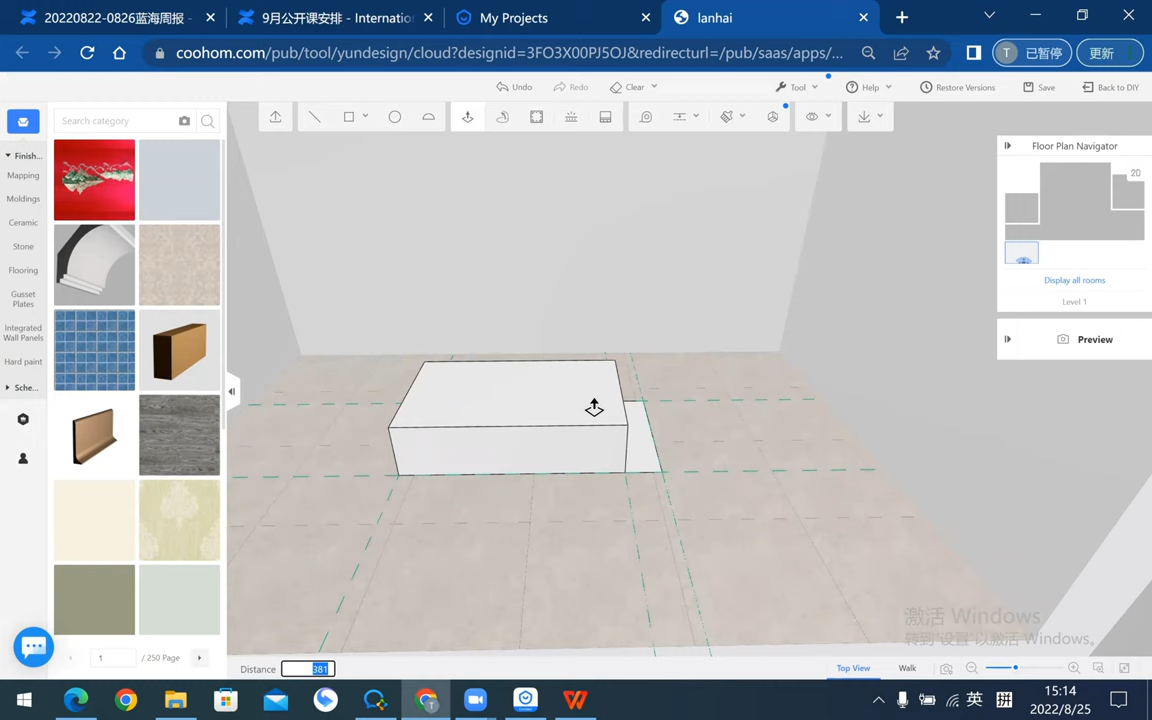 20220822-0826蓝海周报 -
9月公开课安排 - Internatio
My Projects
lanhai
coohom.com/pub/tool/yundesign/cloud?designid=3FO3X00PJ5OJ&redirecturl=/pub/saas/apps/...
T 已暂停
更新
Undo
Redo
Clear
Tool
Help
Restore Versions
Save
Back to DIY
Search category
Finish...
Mapping
Moldings
Ceramic
Stone
Flooring
Gusset
Plates
Integrated
Wall Panels
Hard paint
Sche...
Floor Plan Navigator
2D
Display all rooms
Level 1
Preview
激活 Windows
转到"设置"以激活 Windows。
1
/ 250 Page
Distance
381
Top View
Walk
英
拼
15:14
2022/8/25